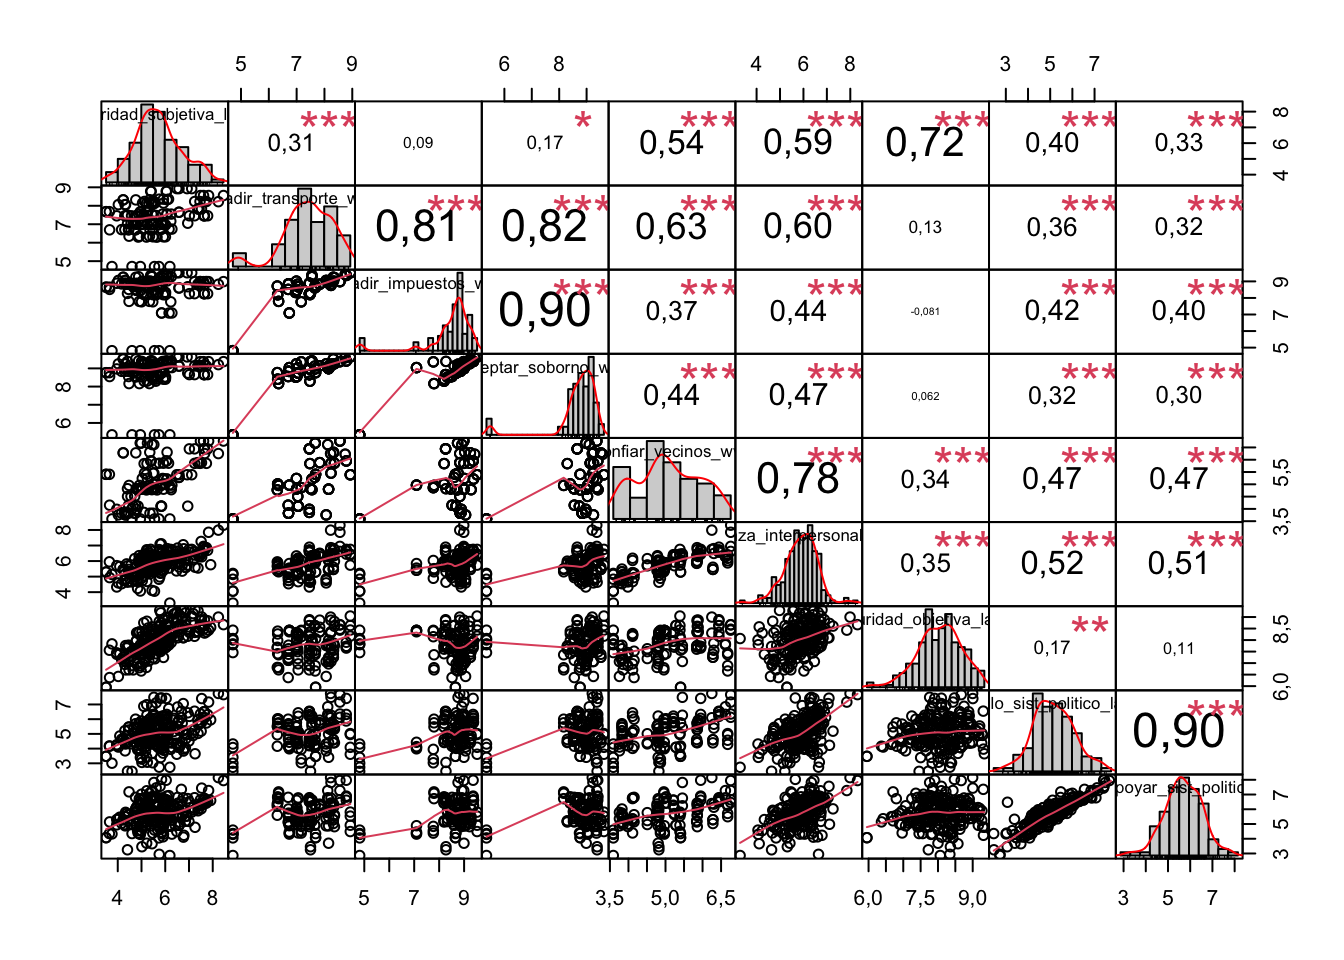 5 7 9 6 8 4 6 8 3 5 7
ridad_subjetiva_l 0,31 *** 0,09 0,17 * 0,54 *** 0,59 *** 0,72 *** 0,40 *** 0,33 *** 4 6 8
5 7 9 adir_transporte_w 0,81 *** 0,82 *** 0,63 *** 0,60 *** 0,13 0,36 *** 0,32 ***
adir_impuestos_w 0,90 *** 0,37 *** 0,44 *** -0,081 0,42 *** 0,40 *** 5 7 9
6 8 eptar_soborno_w 0,44 *** 0,47 *** 0,062 0,32 *** 0,30 ***
onfiar_vecinos_w 0,78 *** 0,34 *** 0,47 *** 0,47 *** 3,5 5,5
4 6 8 za_interpersonal 0,35 *** 0,52 *** 0,51 ***
uridad_objetiva_la 0,17 ** 0,11 6,0 8,5
3 5 7 lo_sist_politico_la 0,90 ***
poyar_sist_politic 3 5 7
4 6 8 5 7 9 3,5 5,0 6,5 6,0 7,5 9,0 3 5 7